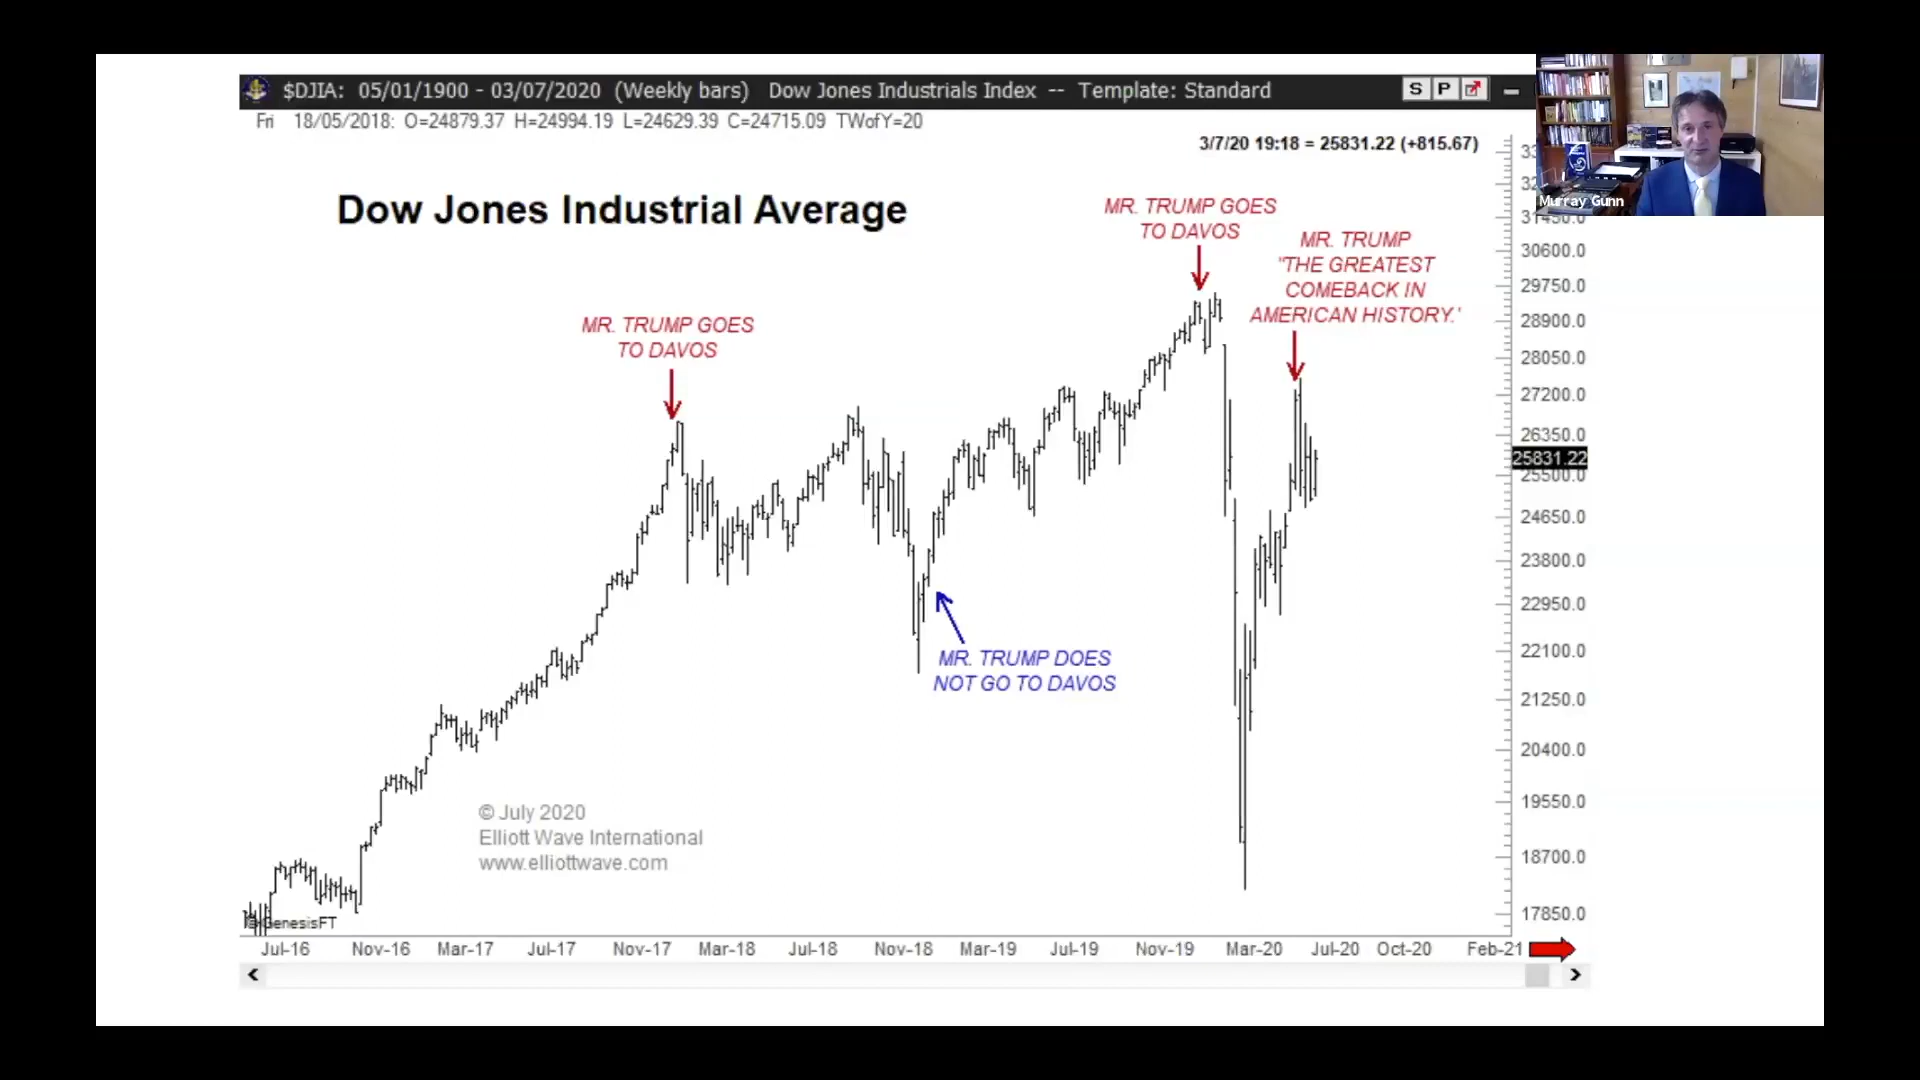 $DJIA: 05/01/1900 - 03/07/2020 (Weekly bars) Dow Jones Industrials Index -- Template: Standard
S P
Fri 18/05/2018: O=24879.37 H=24994.19 L=24629.39 C=24715.09 TWofY=20
3/7/20 19:18 = 25831.22 (+815.67)
Murray Gunn
Dow Jones Industrial Average
MR. TRUMP GOES
TO DAVOS
MR. TRUMP GOES
TO DAVOS
MR. TRUMP
"THE GREATEST
COMEBACK IN
AMERICAN HISTORY.'
MR. TRUMP DOES
NOT GO TO DAVOS
30600.0
29750.0
28900.0
28050.0
27200.0
26350.0
25831.22
25500.0
24650.0
23800.0
22950.0
22100.0
21250.0
20400.0
19550.0
18700.0
17850.0
© July 2020
Elliott Wave International
www.elliottwave.com
GenesisFT
Jul-16 Nov-16 Mar-17 Jul-17 Nov-17 Mar-18 Jul-18 Nov-18 Mar-19 Jul-19 Nov-19 Mar-20 Jul-20 Oct-20 Feb-21